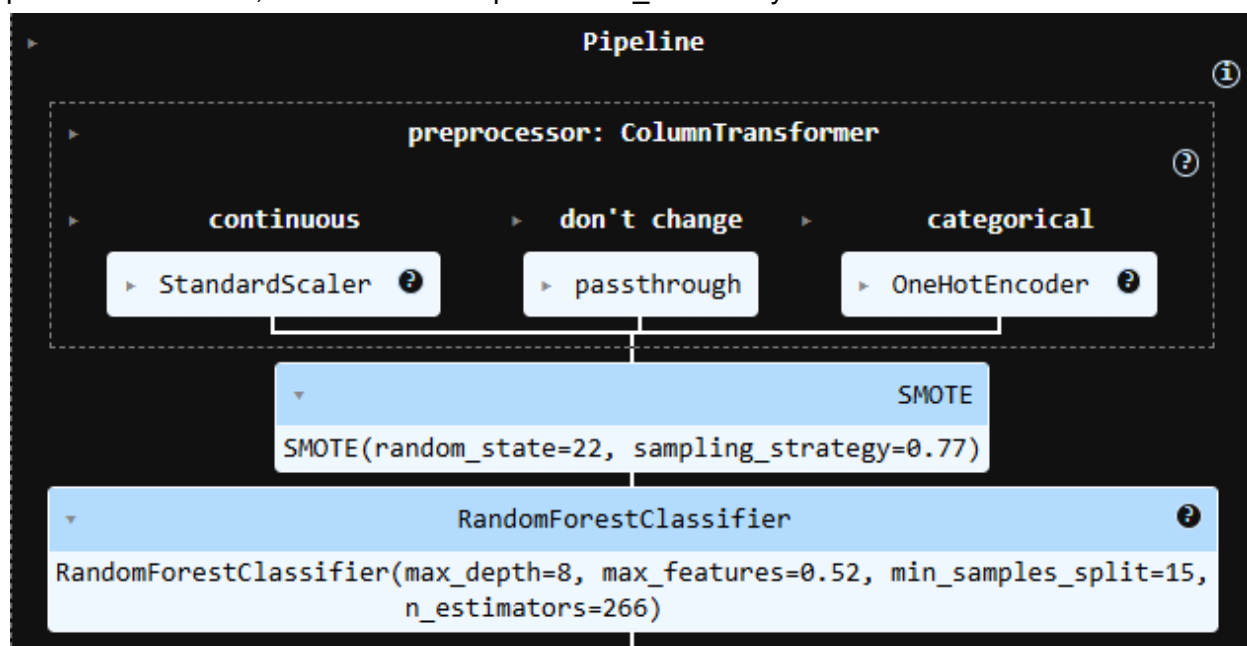 Pipeline
preprocessor: ColumnTransformer
continuous don't change categorical
StandardScaler passthrough OneHotEncoder
SMOTE
SMOTE(random_state=22, sampling_strategy=0.77)
RandomForestClassifier
RandomForestClassifier(max_depth=8, max_features=0.52, min_samples_split=15,
n_estimators=266)